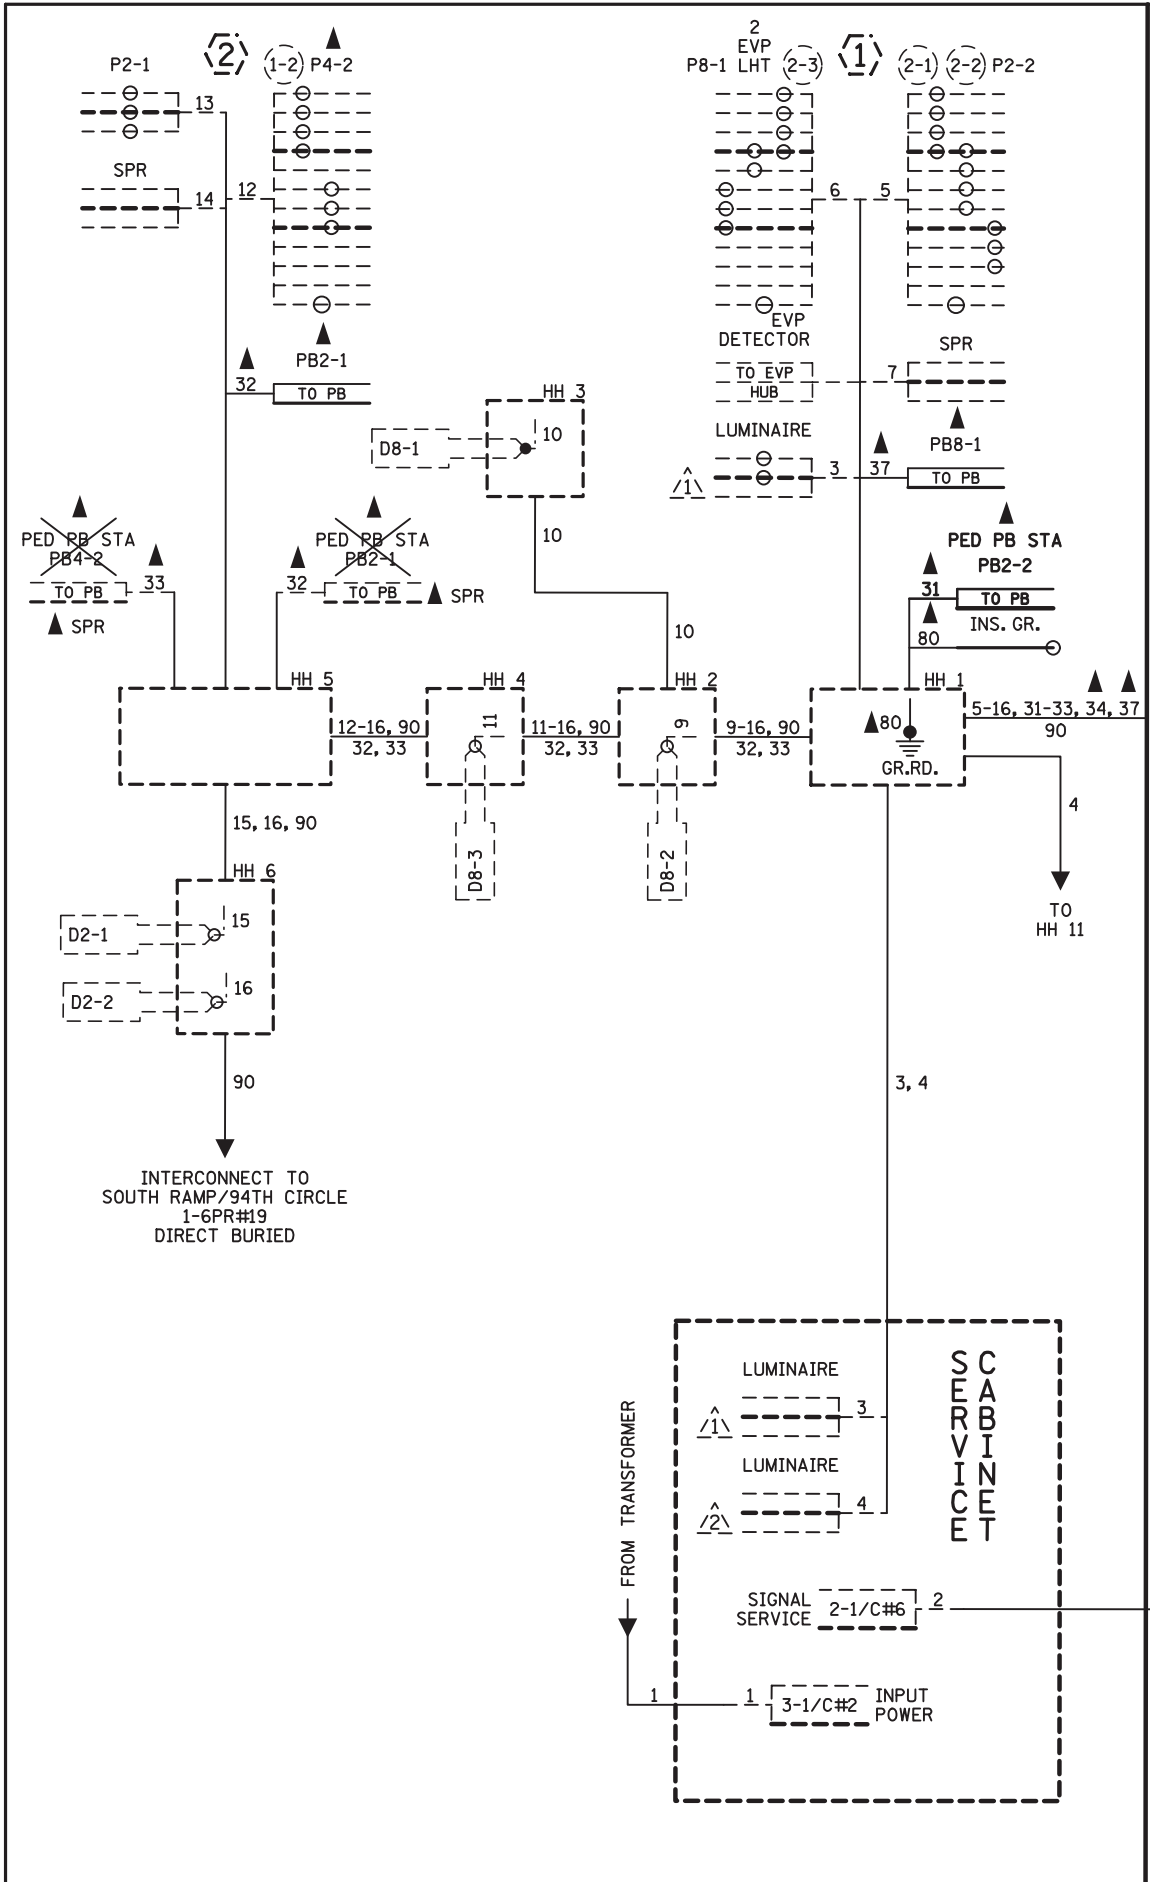 2
EVP
P2-1
2
1-2
P4-2
P8-1
LHT
2-3
1
2-1
2-2
P2-2
13
SPR
14
12
6
5
EVP
DETECTOR
SPR
PB2-1
32
TO PB
TO EVP
HUB
7
HH 3
D8-1
10
LUMINAIRE
PB8-1
/1\
3
37
TO PB
10
PED PB STA
PB4-2
33
TO PB
SPR
PED PB STA
PB2-1
32
TO PB
SPR
PED PB STA
PB2-2
31
TO PB
INS. GR.
80
10
HH 5
HH 4
HH 2
HH 1
12-16, 90
32, 33
11
11-16, 90
32, 33
9
9-16, 90
32, 33
80
GR.RD.
5-16, 31-33, 34, 37
90
4
15, 16, 90
D8-3
D8-2
HH 6
TO
HH 11
D2-1
15
D2-2
16
90
3, 4
INTERCONNECT TO
SOUTH RAMP/94TH CIRCLE
1-6PR#19
DIRECT BURIED
SERVICE
CABINET
LUMINAIRE
/1\
3
LUMINAIRE
/2\
4
FROM TRANSFORMER
SIGNAL
SERVICE
2-1/C#6
2
1
1
3-1/C#2
INPUT
POWER